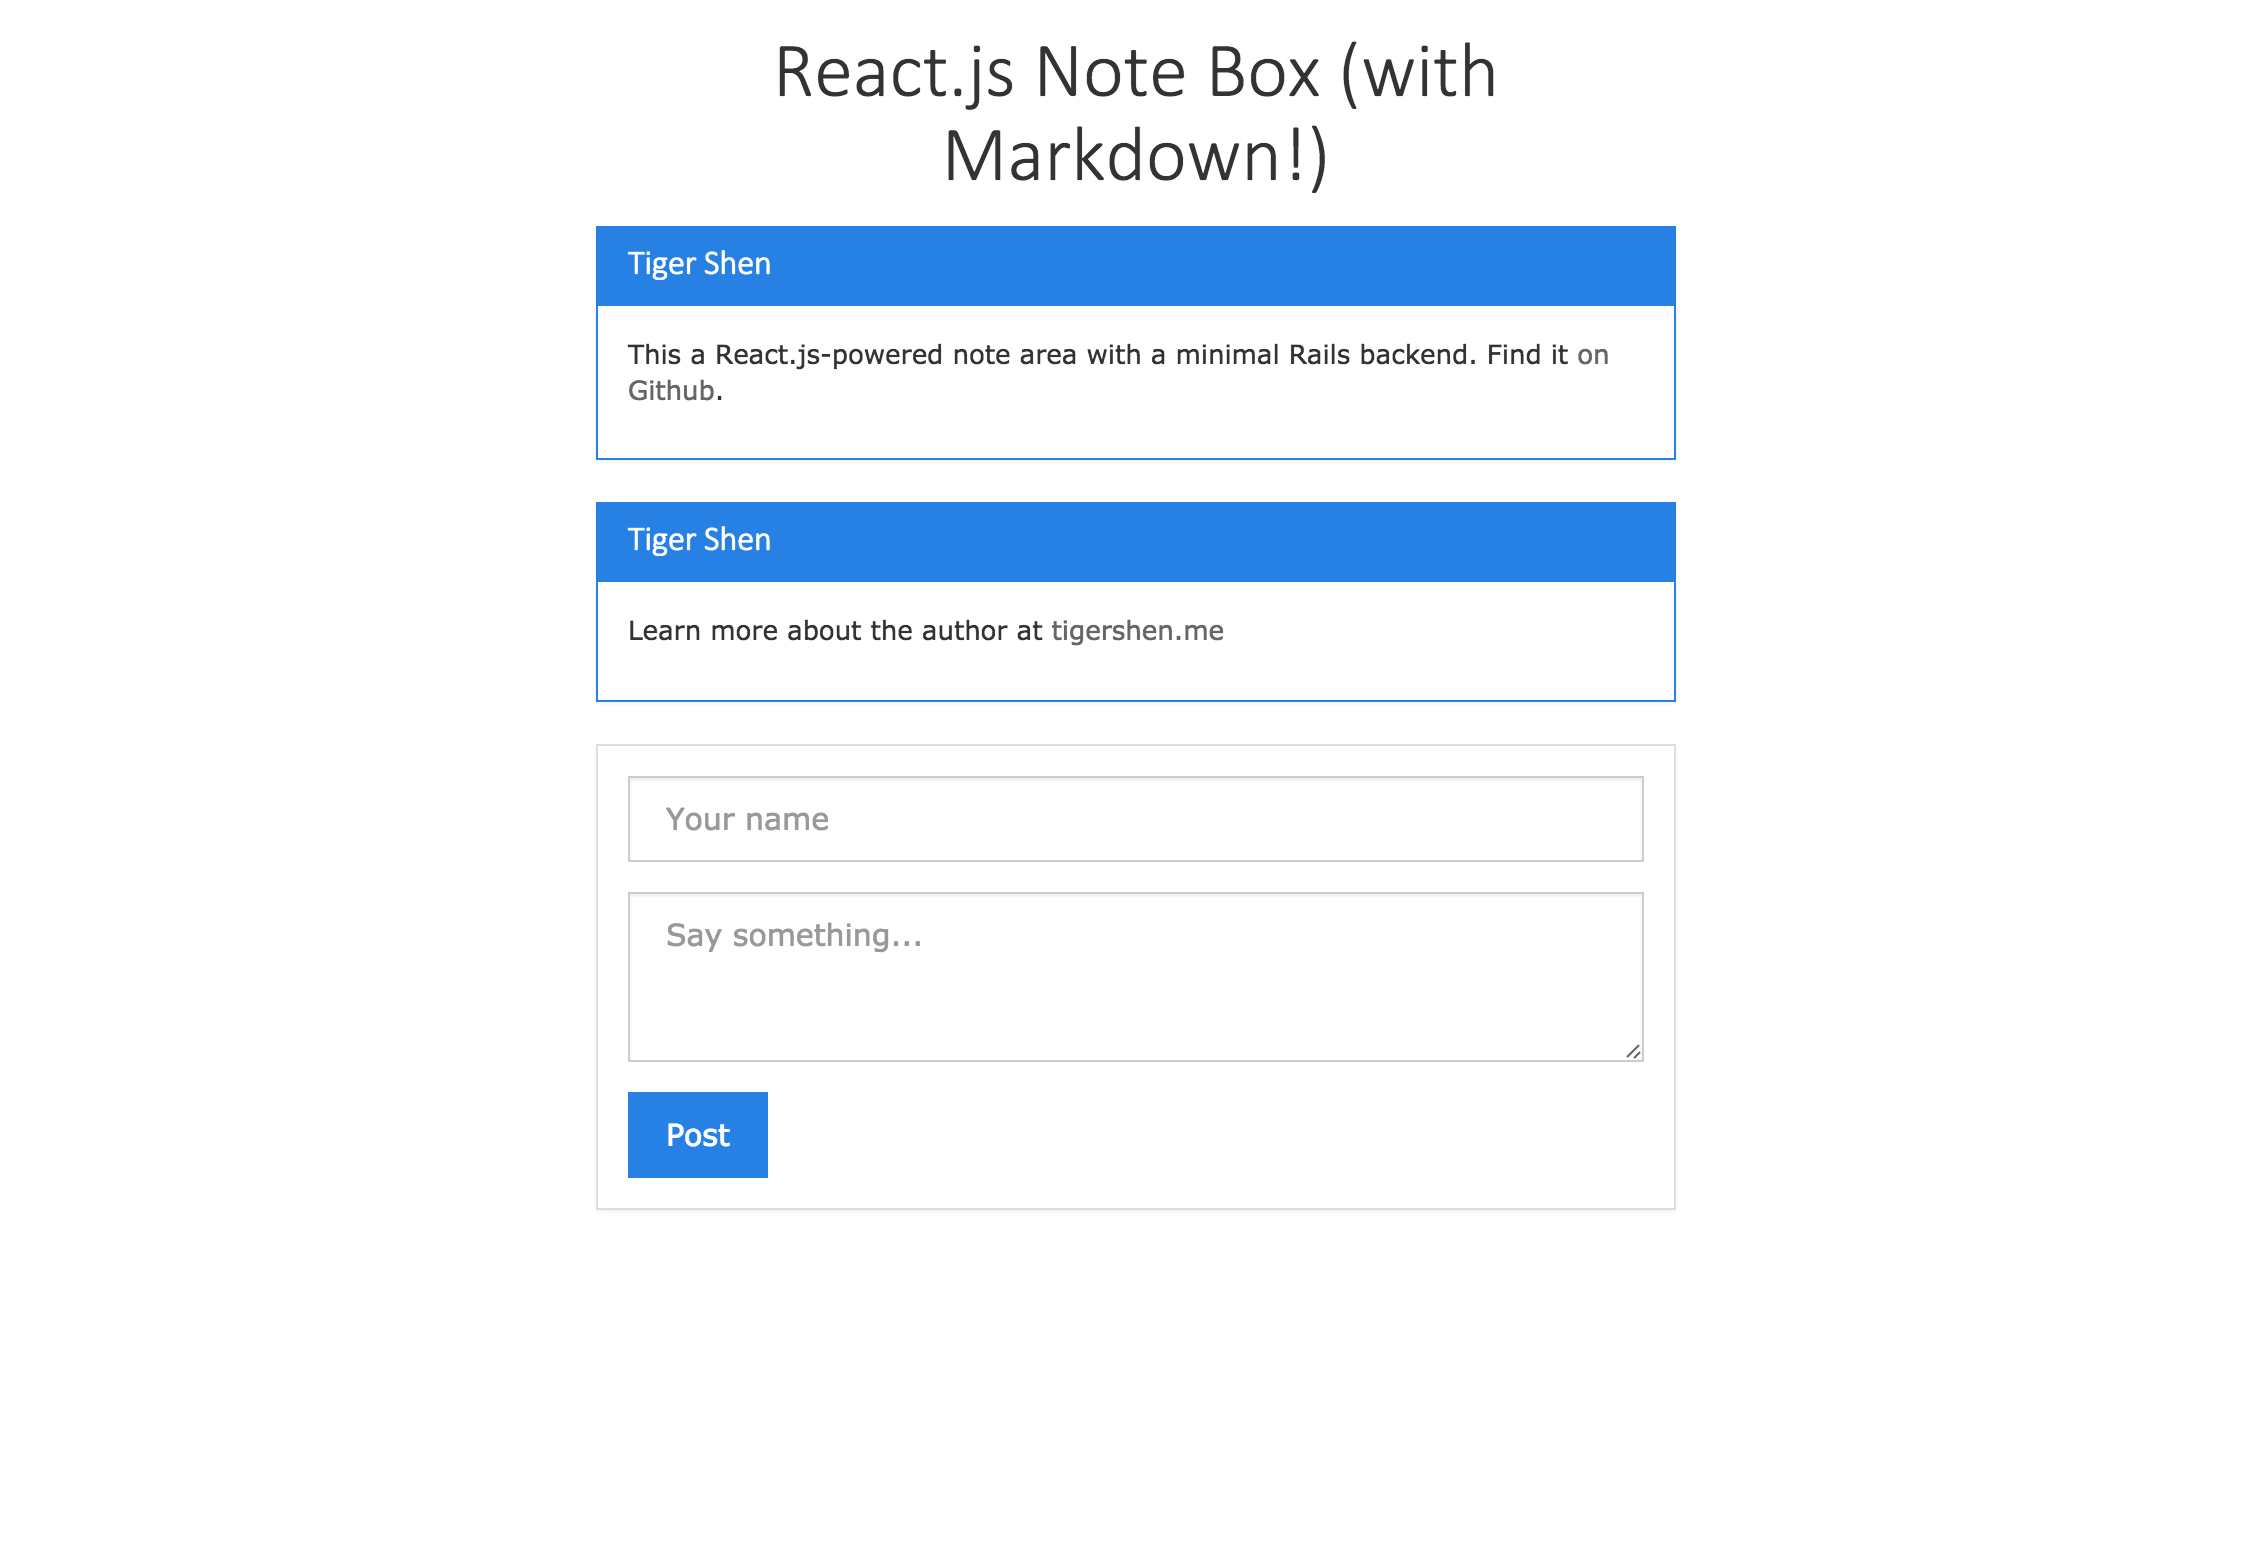 React.js Note Box (with
Markdown!)
Tiger Shen
This a React.js-powered note area with a minimal Rails backend. Find it on
Github.
Tiger Shen
Learn more about the author at tigershen.me
Your name
Say something...
Post